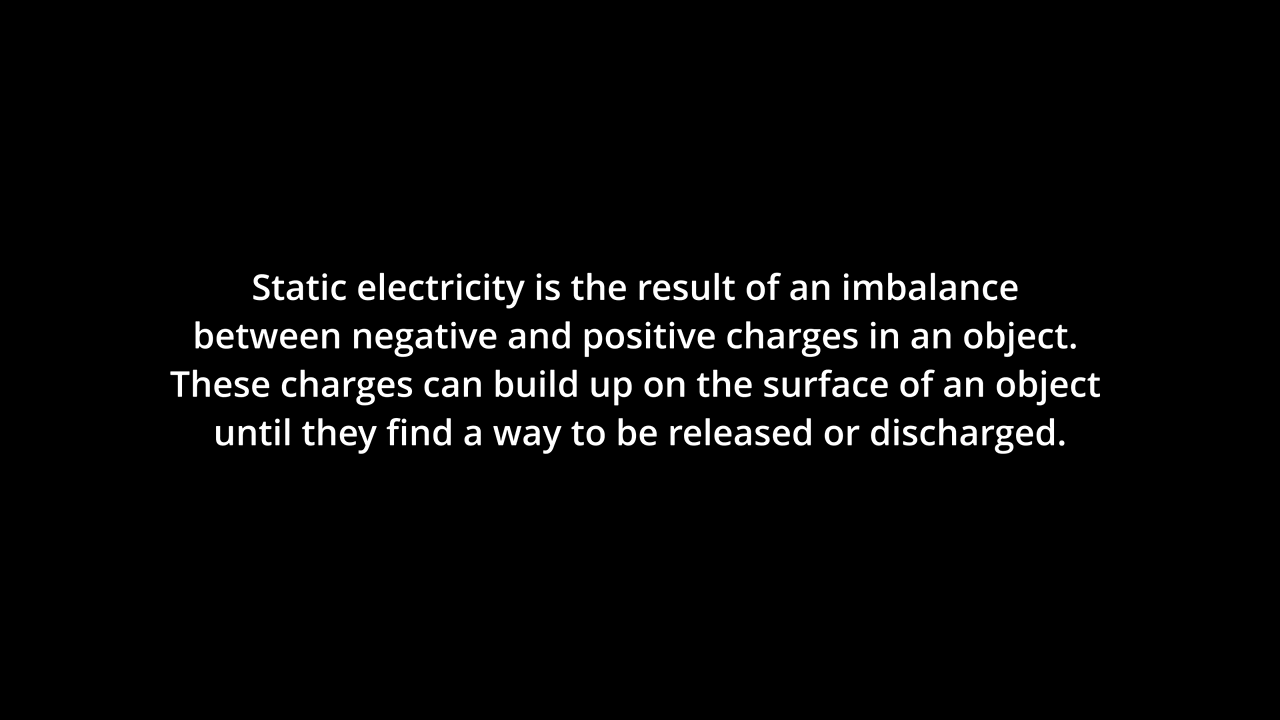 Static electricity is the result of an imbalance
between negative and positive charges in an object.
These charges can build up on the surface of an object
until they find a way to be released or discharged.